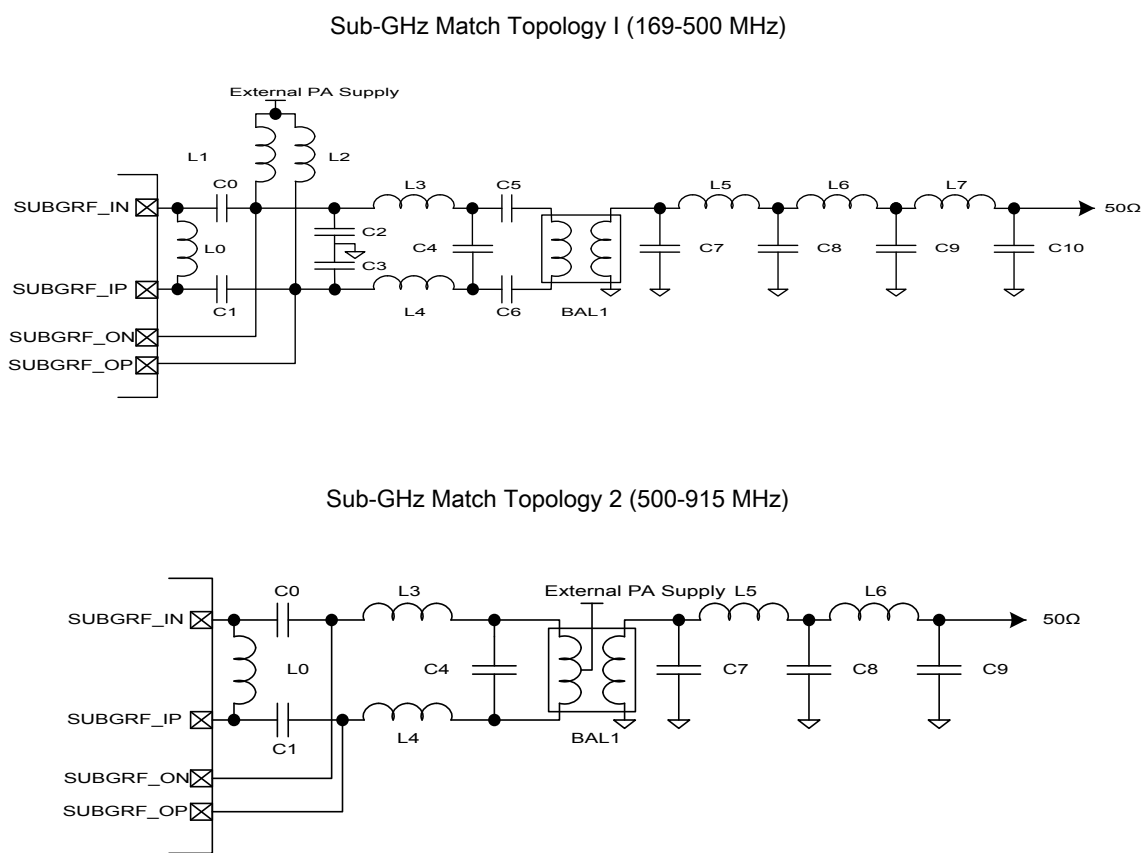 Sub-GHz Match Topology I (169-500 MHz)
External PA Supply
L1
L2
C0
L3
C5
L5
L6
L7
SUBGRF_IN
50Ω
L0
C2
C3
C4
C7
C8
C9
C10
SUBGRF_IP
C1
L4
C6
BAL1
SUBGRF_ON
SUBGRF_OP
Sub-GHz Match Topology 2 (500-915 MHz)
C0
L3
External PA Supply
L5
L6
SUBGRF_IN
50Ω
L0
C4
C7
C8
C9
SUBGRF_IP
C1
L4
BAL1
SUBGRF_ON
SUBGRF_OP